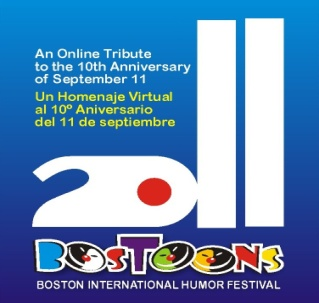 An Online Tribute
to the 10th Anniversary
of September 11
Un Homenaje Virtual
al 10º Aniversario
del 11 de septiembre
2011
BOSTOONS
BOSTON INTERNATIONAL HUMOR FESTIVAL